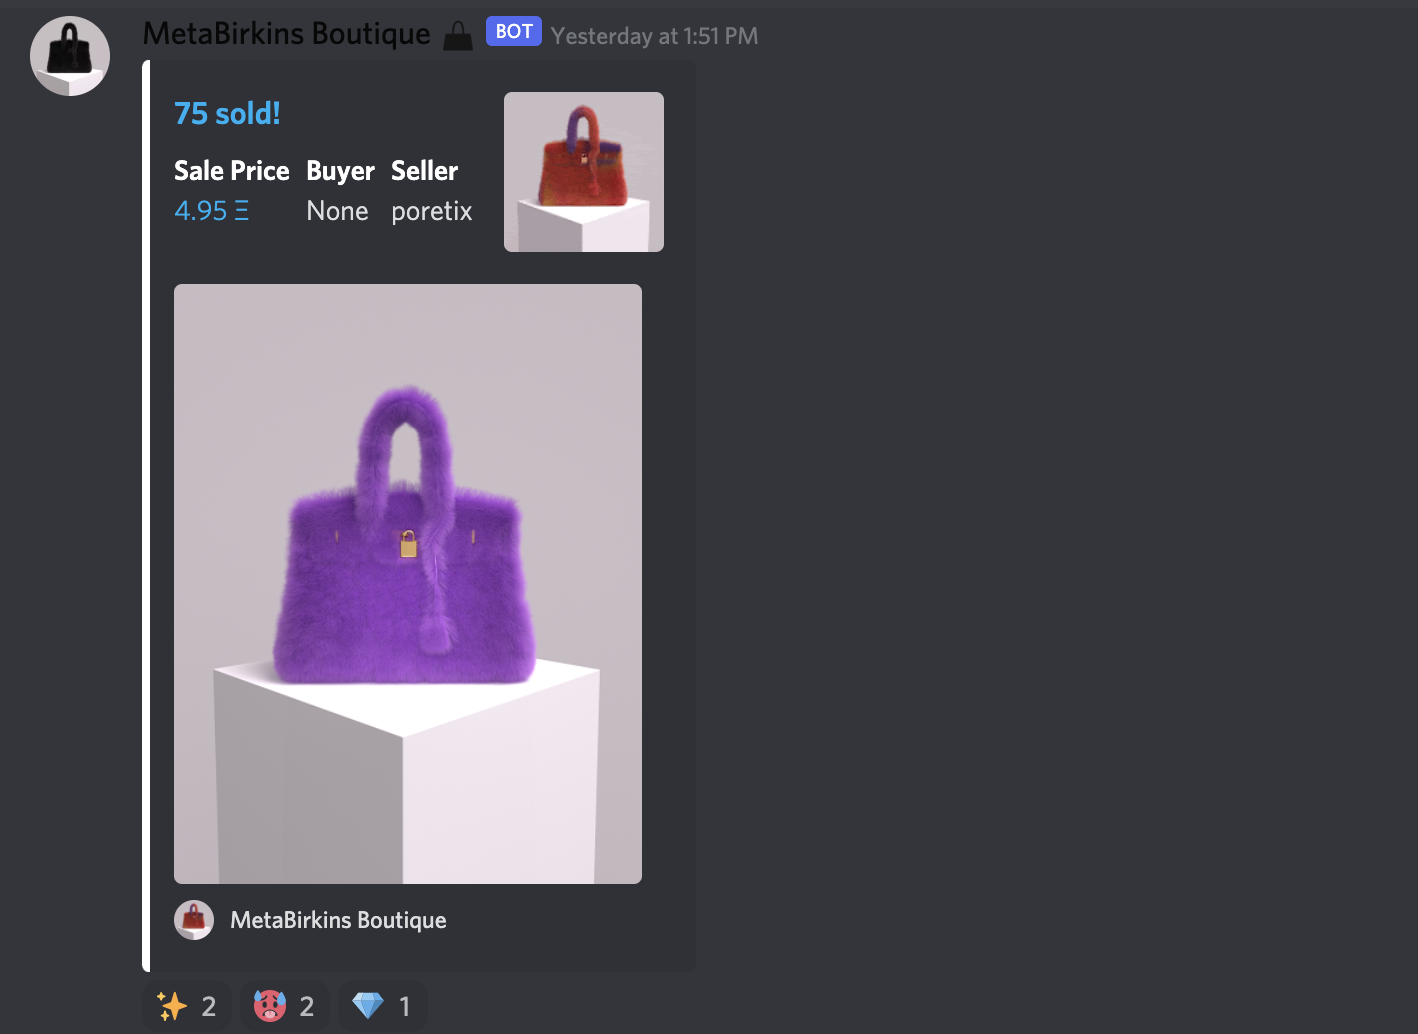 MetaBirkins Boutique BOT Yesterday at 1:51 PM
75 sold!
Sale Price Buyer Seller
4.95 Ξ None poretix
MetaBirkins Boutique
2 2 1